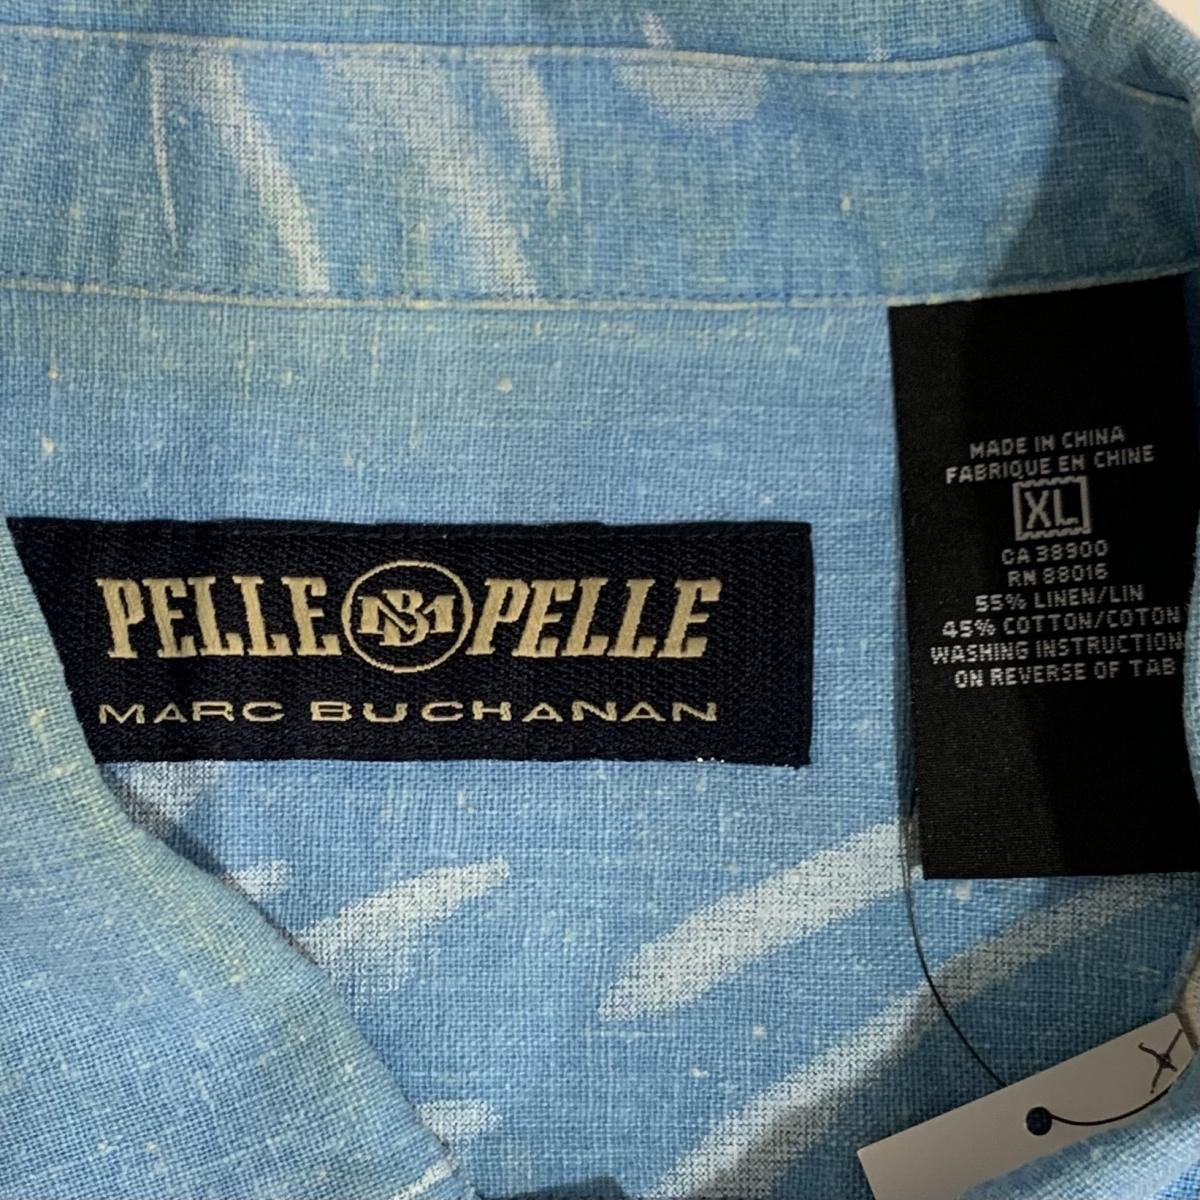 PELLE MB PELLE
MARC BUCHANAN
MADE IN CHINA
FABRIQUE EN CHINE
XL
CA 38900
RN 88016
55% LINEN/LIN
45% COTTON/COTON
WASHING INSTRUCTION
ON REVERSE OF TAB
X